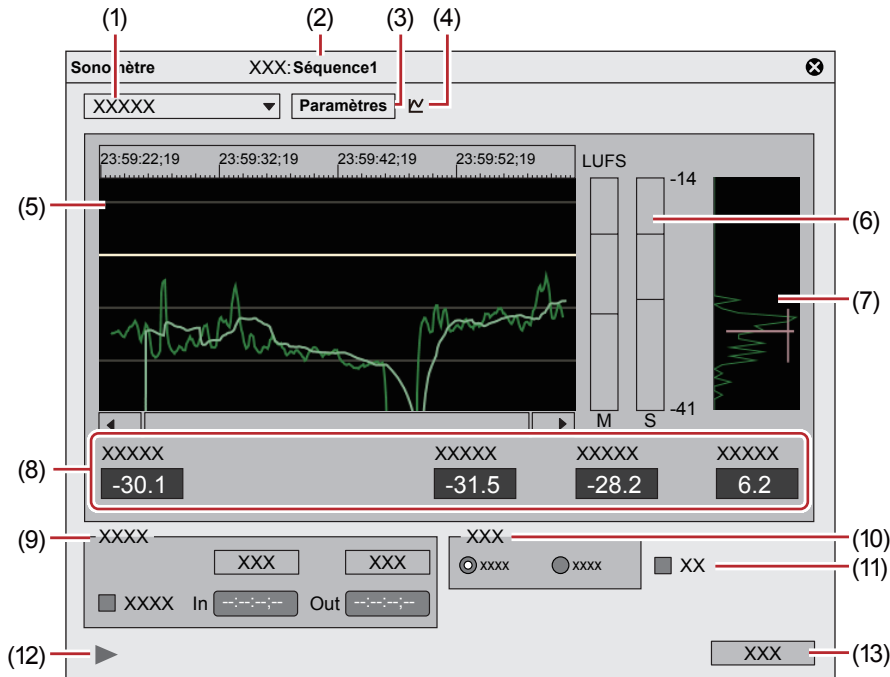 (1) (2) (3) (4)
Sonomètre XXX: Séquence1
XXXXX Paramètres
23:59:22;19 23:59:32;19 23:59:42;19 23:59:52;19 LUFS
-14
(5)
(6)
(7)
-41
M S
XXXXX XXXXX XXXXX XXXXX
(8)
-30.1 -31.5 -28.2 6.2
(9) XXXX XXX (10)
XXX XXX xxxx xxxx XX (11)
XXXX In --:--:--;-- Out --:--:--;--
(12) XXX (13)